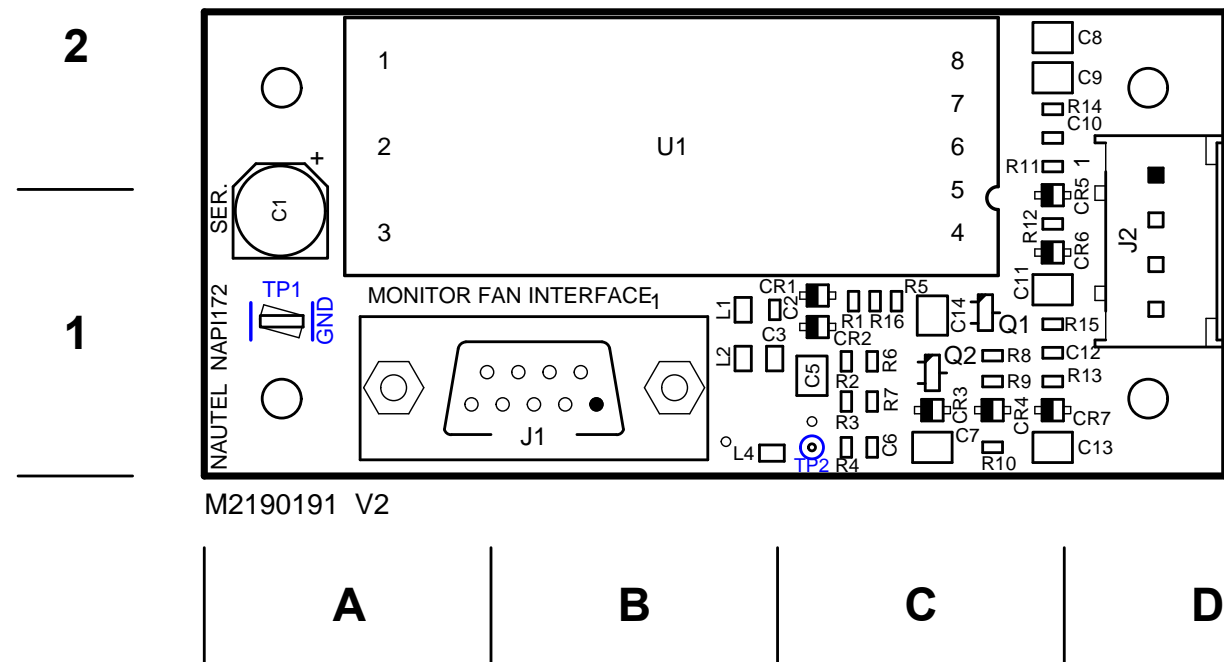 2
1
1
2
3
U1
8
7
6
5
4
C8
C9
R14
C10
R11
1
CR5
R12
CR6
C11
J2
SER.
C1
+
TP1
GND
NAUTEL NAPI172
MONITOR FAN INTERFACE
1
L1
C2
CR1
R1
R16
R5
C14
Q1
R15
L2
C3
CR2
C5
R2
R6
Q2
R8
C12
R9
R13
R3
R7
CR3
CR4
CR7
J1
L4
TP2
R4
C6
C7
R10
C13
M2190191 V2
A
B
C
D